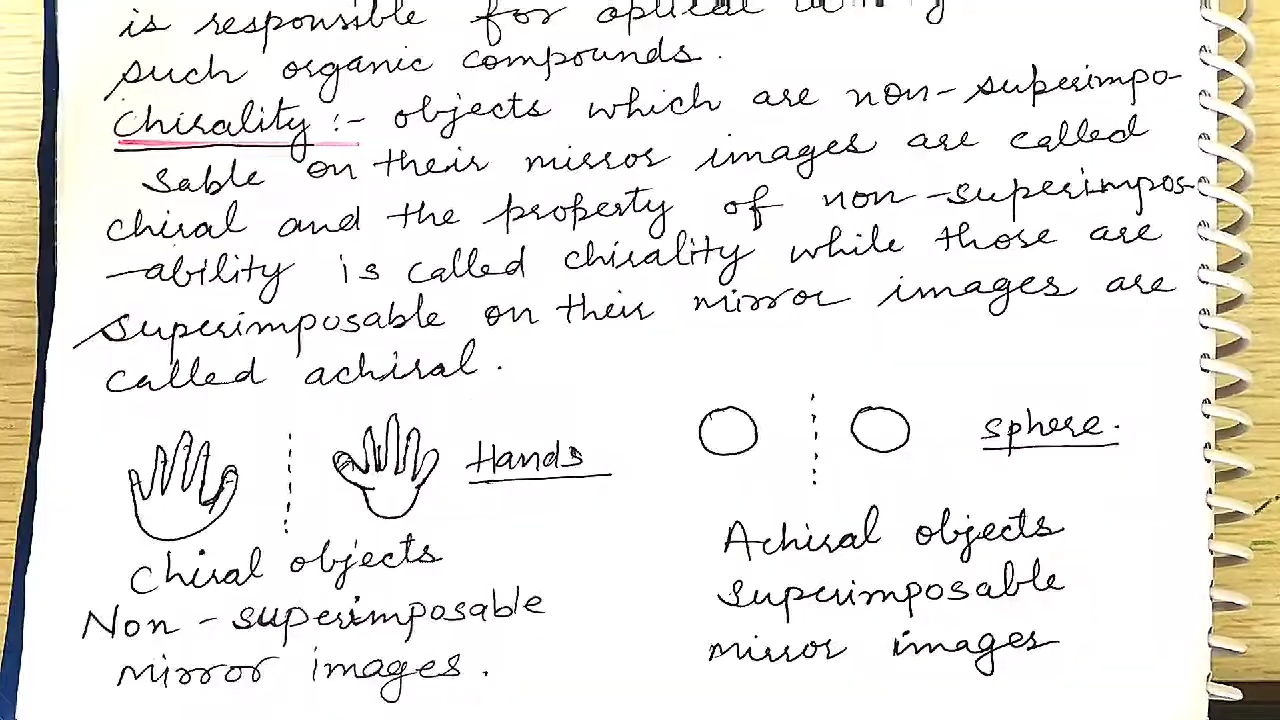 is responsible for optical
such organic compounds.
Chirality :- objects which are non-superimpo-
sable on their mirror images are called
chiral and the property of non-superimpos-
-ability is called chirality while those are
superimposable on their mirror images are
called achiral.
Hands
sphere.
Chiral objects
Non-superimposable
mirror images.
Achiral objects
superimposable
mirror images